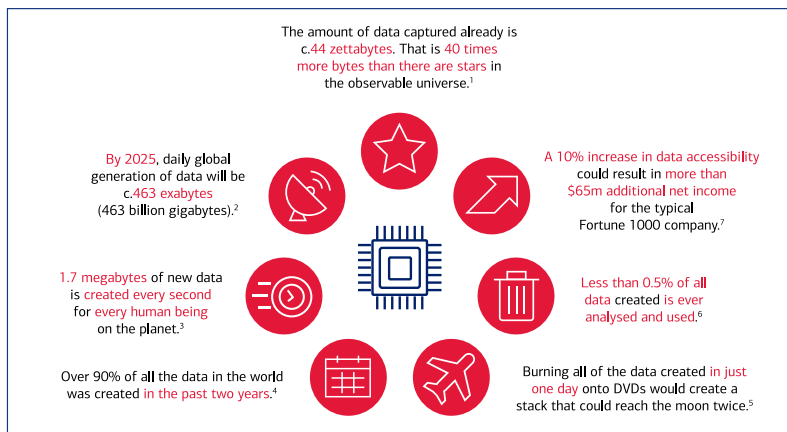 The amount of data captured already is
c.44 zettabytes. That is 40 times
more bytes than there are stars in
the observable universe.1
By 2025, daily global
generation of data will be
c.463 exabytes
(463 billion gigabytes).2
A 10% increase in data accessibility
could result in more than
$65m additional net income
for the typical
Fortune 1000 company.7
1.7 megabytes of new data
is created every second
for every human being
on the planet.3
Less than 0.5% of all
data created is ever
analysed and used.6
Over 90% of all the data in the world
was created in the past two years.4
Burning all of the data created in just
one day onto DVDs would create a
stack that could reach the moon twice.5